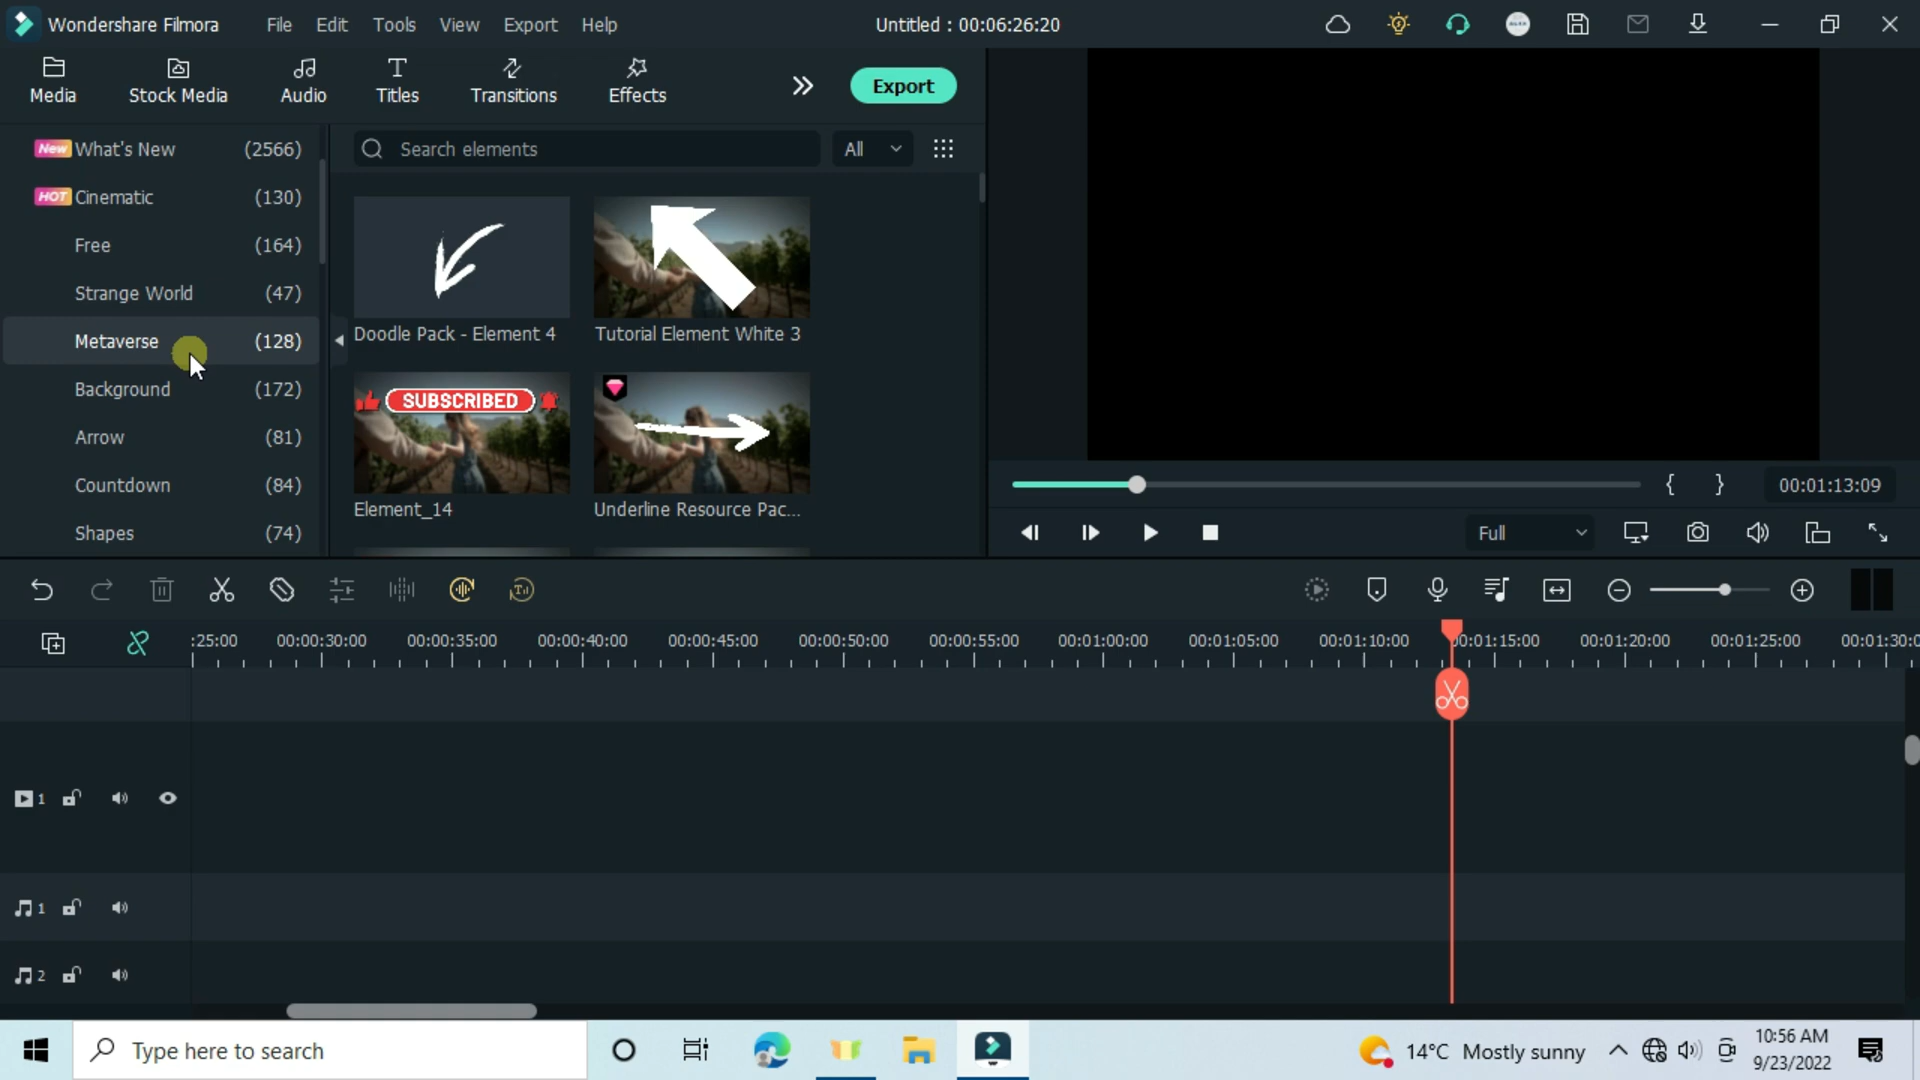 Wondershare Filmora File Edit Tools View Export Help Untitled : 00:06:26:20
Media Stock Media Audio Titles Transitions Effects Export
New What's New (2566)
HOT Cinematic (130)
Free (164)
Strange World (47)
Metaverse (128)
Background (172)
Arrow (81)
Countdown (84)
Shapes (74)
Search elements All
Doodle Pack - Element 4 Tutorial Element White 3
SUBSCRIBED
Element_14 Underline Resource Pac...
00:01:13:09
Full
:25:00 00:00:30:00 00:00:35:00 00:00:40:00 00:00:45:00 00:00:50:00 00:00:55:00 00:01:00:00 00:01:05:00 00:01:10:00 00:01:15:00 00:01:20:00 00:01:25:00 00:01:30:0
1
1
2
Type here to search 14°C Mostly sunny 10:56 AM
9/23/2022